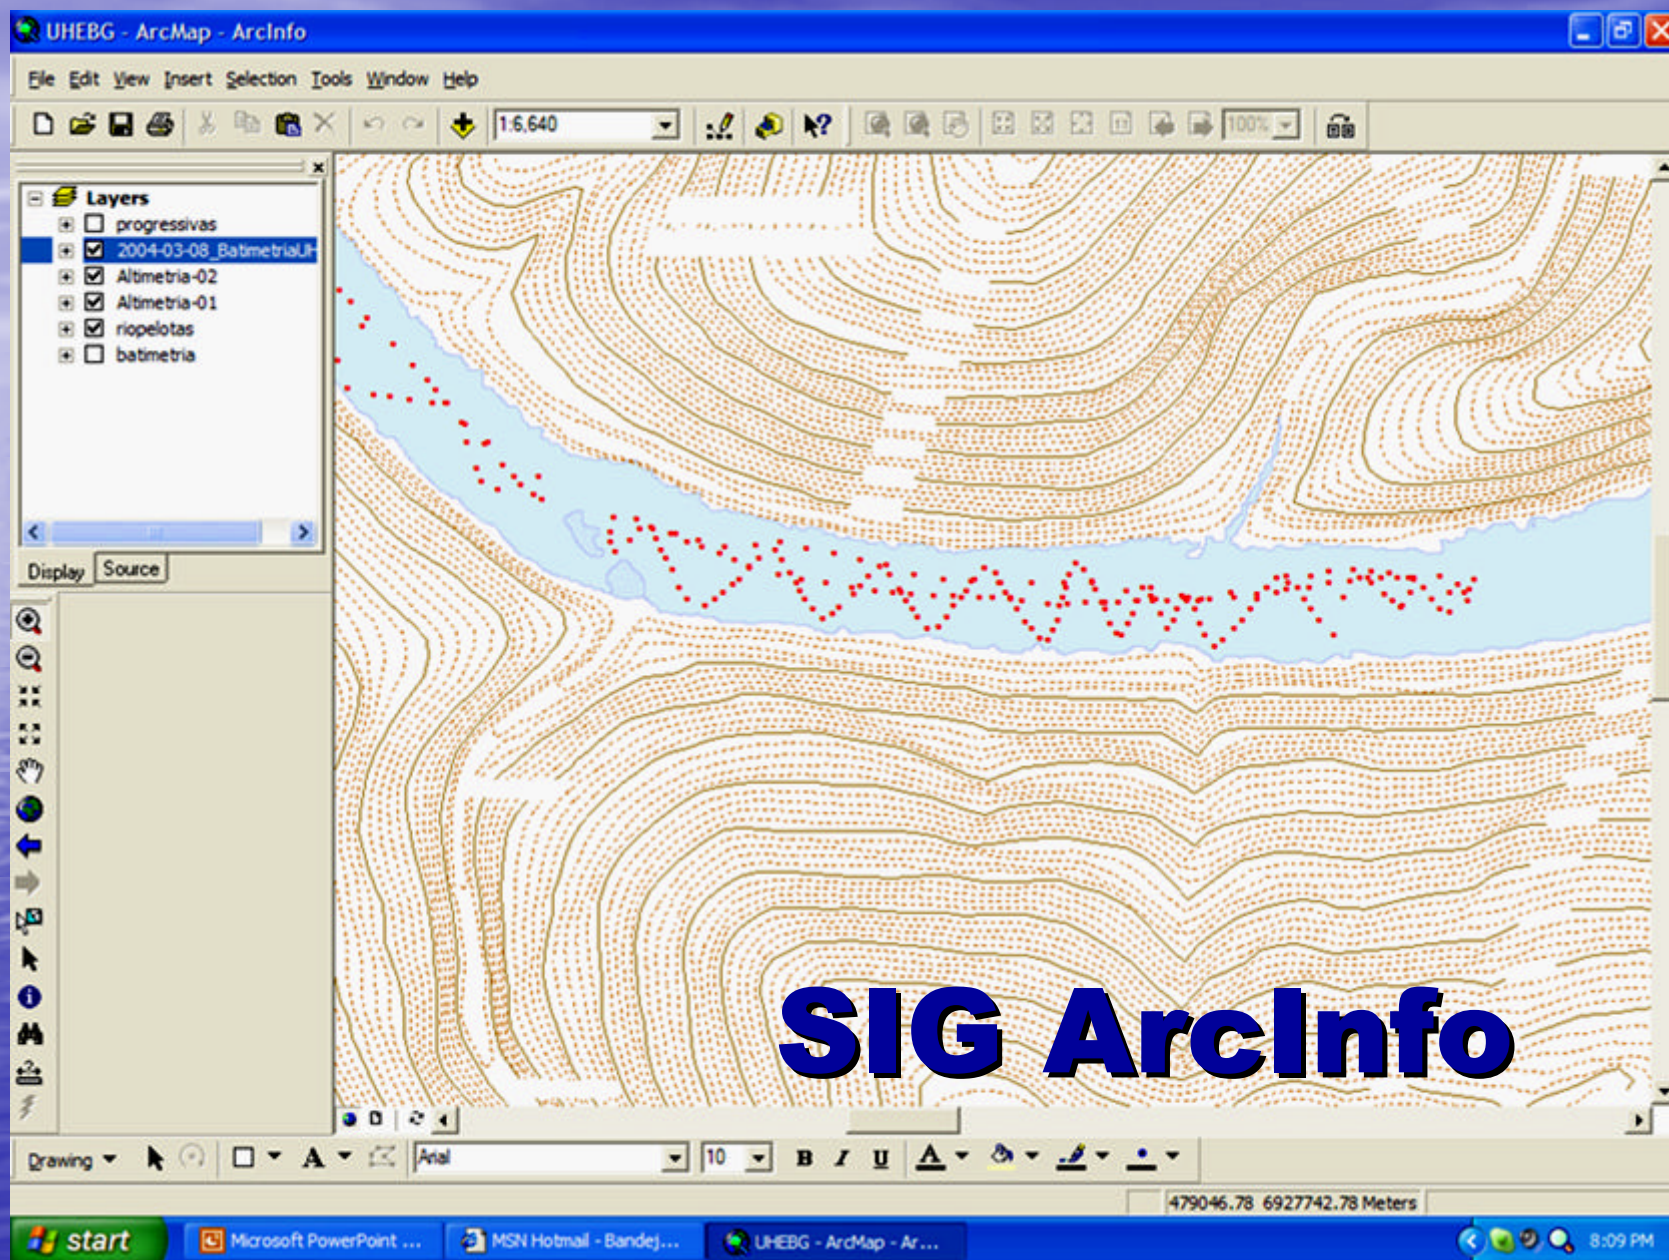 UHEBG - ArcMap - ArcInfo
File Edit View Insert Selection Tools Window Help
1:6,640
100%
Layers
progressivas
2004-03-08_BatimetriaUH
Altimetria-02
Altimetria-01
riopelotas
batimetria
Display Source
SIG ArcInfo
Drawing A Arial 10 B I U A
479046.78 6927742.78 Meters
start Microsoft PowerPoint ... MSN Hotmail - Bandej... UHEBG - ArcMap - Ar... 8:09 PM